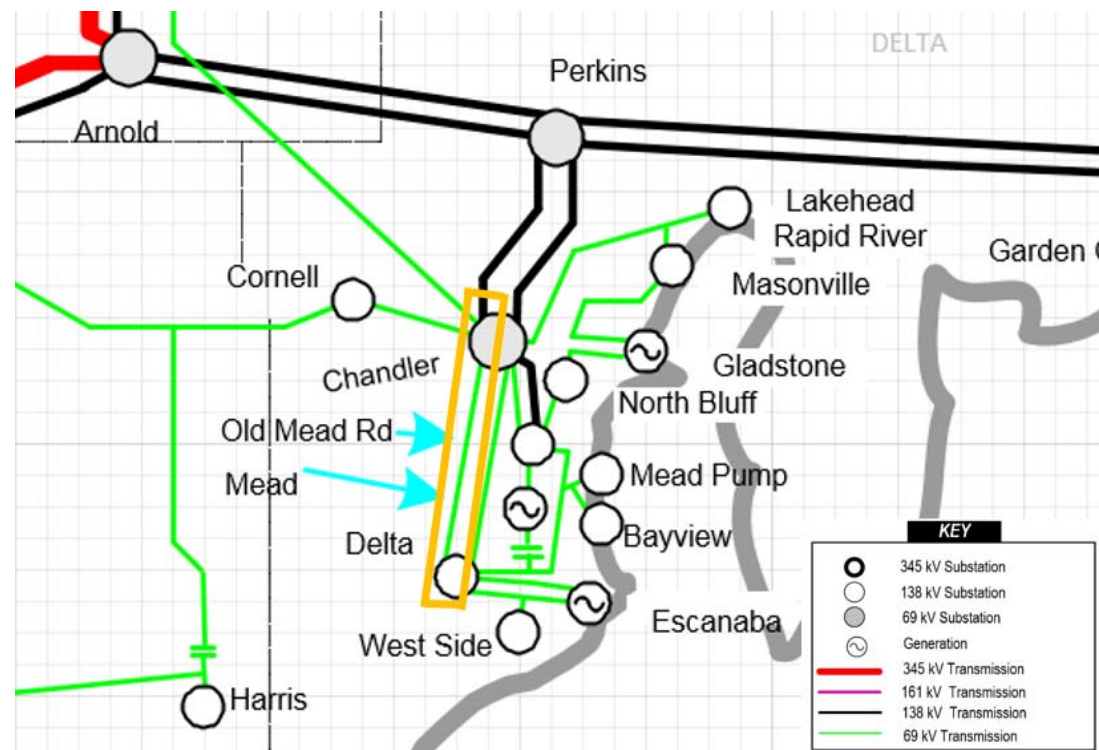 DELTA
Perkins
Arnold
Lakehead
Rapid River
Garden
Cornell
Masonville
Chandler
Gladstone
North Bluff
Old Mead Rd
Mead
Mead Pump
Delta
Bayview
Escanaba
West Side
Harris
KEY
345 kV Substation
138 kV Substation
69 kV Substation
Generation
345 kV Transmission
161 kV Transmission
138 kV Transmission
69 kV Transmission